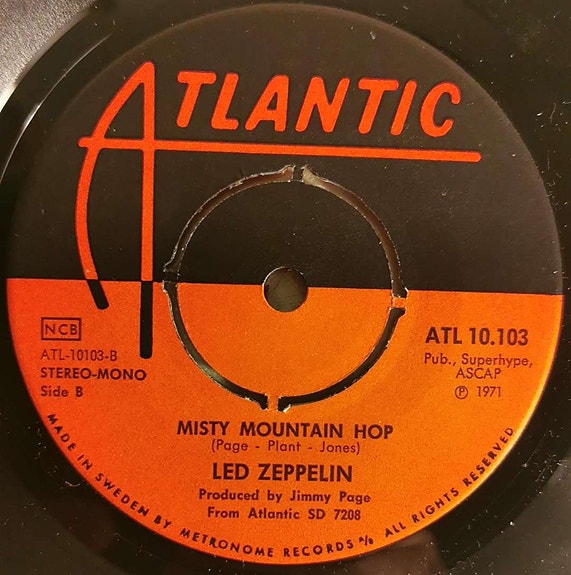 ATLANTIC
NCB
ATL-10103-B
STEREO-MONO
Side B
ATL 10.103
Pub., Superhype,
ASCAP
℗ 1971
MISTY MOUNTAIN HOP
(Page - Plant - Jones)
LED ZEPPELIN
Produced by Jimmy Page
From Atlantic SD 7208
MADE IN SWEDEN BY METRONOME RECORDS A/s ALL RIGHTS RESERVED